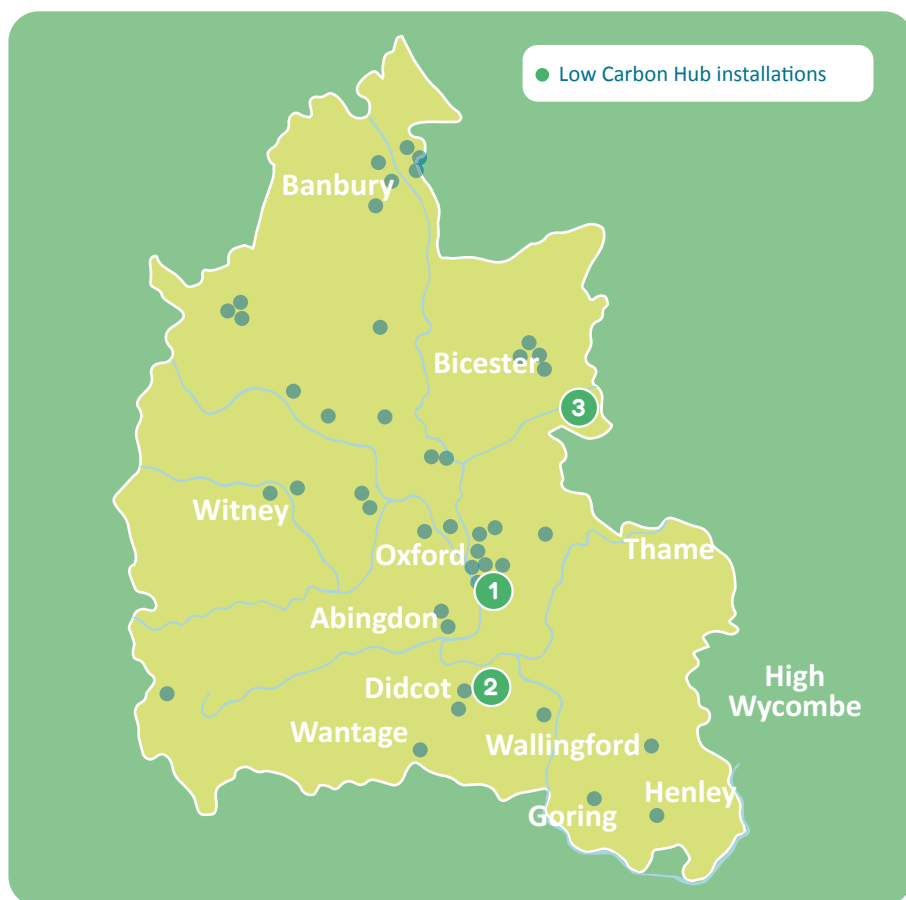 Low Carbon Hub installations
Banbury
Bicester
3
Witney
Oxford
Thame
1
Abingdon
Didcot
2
High
Wycombe
Wantage
Wallingford
Henley
Goring